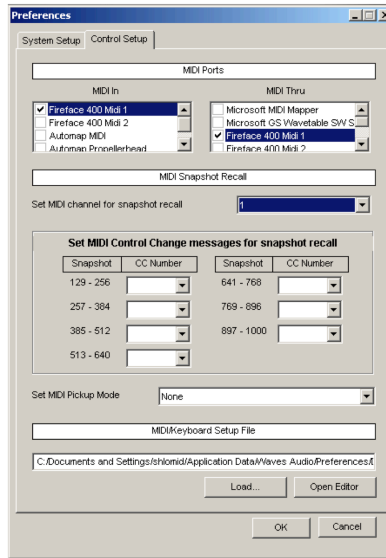 Preferences
System Setup Control Setup
MIDI Ports
MIDI In MIDI Thru
Fireface 400 Midi 1
Fireface 400 Midi 2
Automap MIDI
Automap Propellerhead
Microsoft MIDI Mapper
Microsoft GS Wavetable SW S
Fireface 400 Midi 1
Fireface 400 Midi 2
MIDI Snapshot Recall
Set MIDI channel for snapshot recall 1
Set MIDI Control Change messages for snapshot recall
Snapshot CC Number Snapshot CC Number
129 - 256 641 - 768
257 - 384 769 - 896
385 - 512 897 - 1000
513 - 640
Set MIDI Pickup Mode None
MIDI/Keyboard Setup File
C:/Documents and Settings/shlomid/Application Data/Waves Audio/Preferences/
Load... Open Editor
OK Cancel